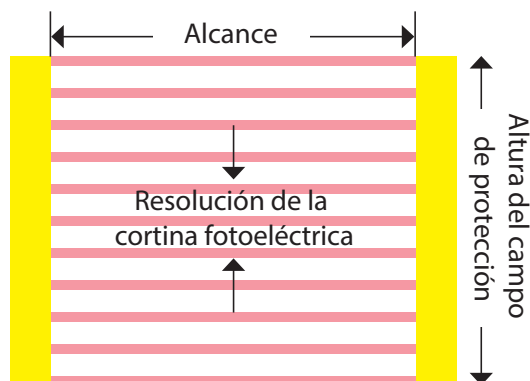 Alcance
Resolución de la
cortina fotoeléctrica
Altura del campo
de protección